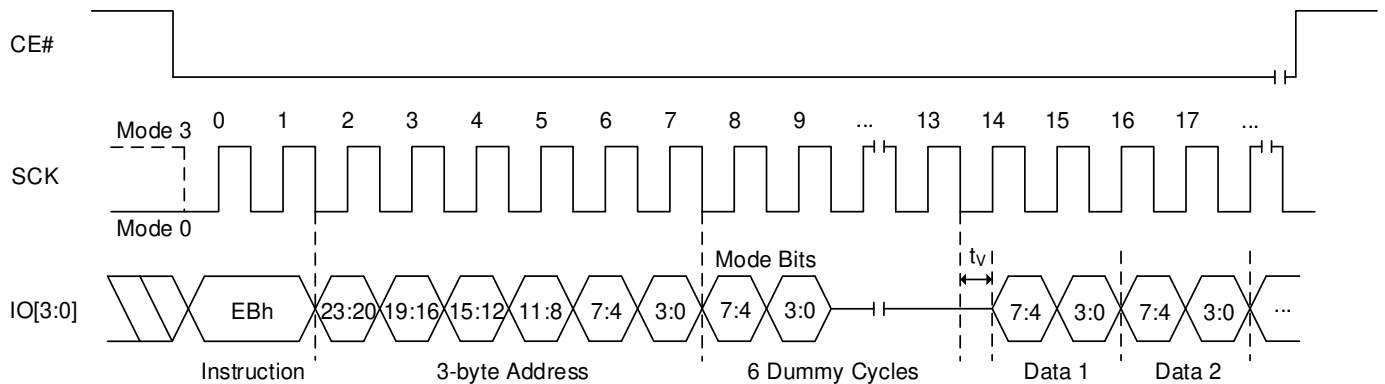 CE#
0 1 2 3 4 5 6 7 8 9 ... 13 14 15 16 17 ...
Mode 3
SCK
Mode 0
Mode Bits
tV
IO[3:0]
EBh 23:20 19:16 15:12 11:8 7:4 3:0 7:4 3:0 7:4 3:0 7:4 3:0 ...
Instruction 3-byte Address 6 Dummy Cycles Data 1 Data 2